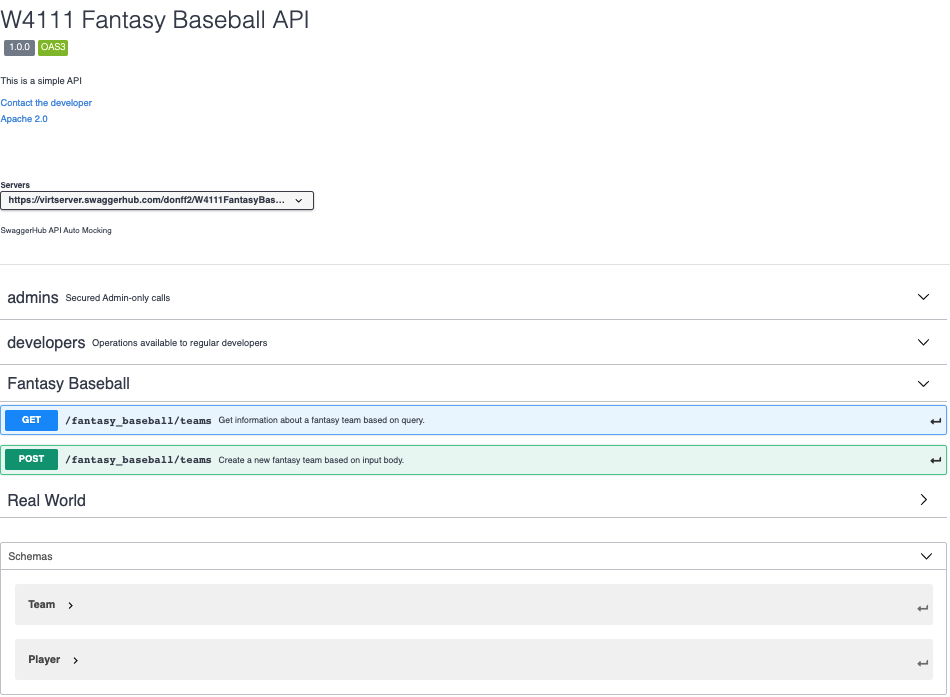 W4111 Fantasy Baseball API
1.0.0 OAS3
This is a simple API
Contact the developer
Apache 2.0
Servers
https://virtserver.swaggerhub.com/donff2/W4111FantasyBas...
SwaggerHub API Auto Mocking
admins Secured Admin-only calls
developers Operations available to regular developers
Fantasy Baseball
GET /fantasy_baseball/teams Get information about a fantasy team based on query.
POST /fantasy_baseball/teams Create a new fantasy team based on input body.
Real World
Schemas
Team
Player